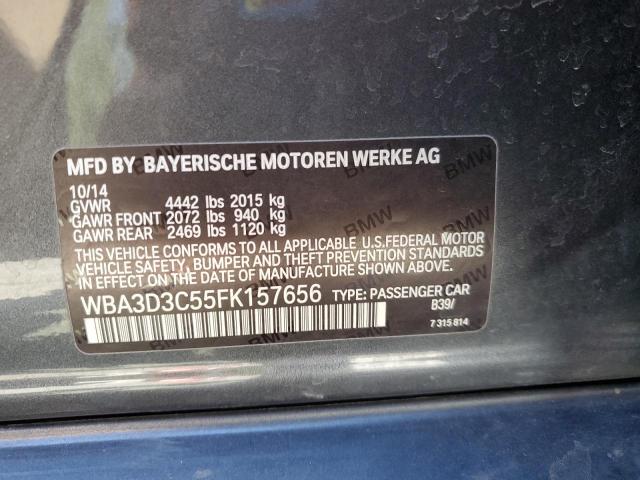 MFD BY BAYERISCHE MOTOREN WERKE AG
10/14
GVWR 4442 lbs 2015 kg
GAWR FRONT 2072 lbs 940 kg
GAWR REAR 2469 lbs 1120 kg
THIS VEHICLE CONFORMS TO ALL APPLICABLE U.S.FEDERAL MOTOR
VEHICLE SAFETY, BUMPER AND THEFT PREVENTION STANDARDS
IN EFFECT ON THE DATE OF MANUFACTURE SHOWN ABOVE.
WBA3D3C55FK157656 TYPE: PASSENGER CAR
B39/
7 315 814